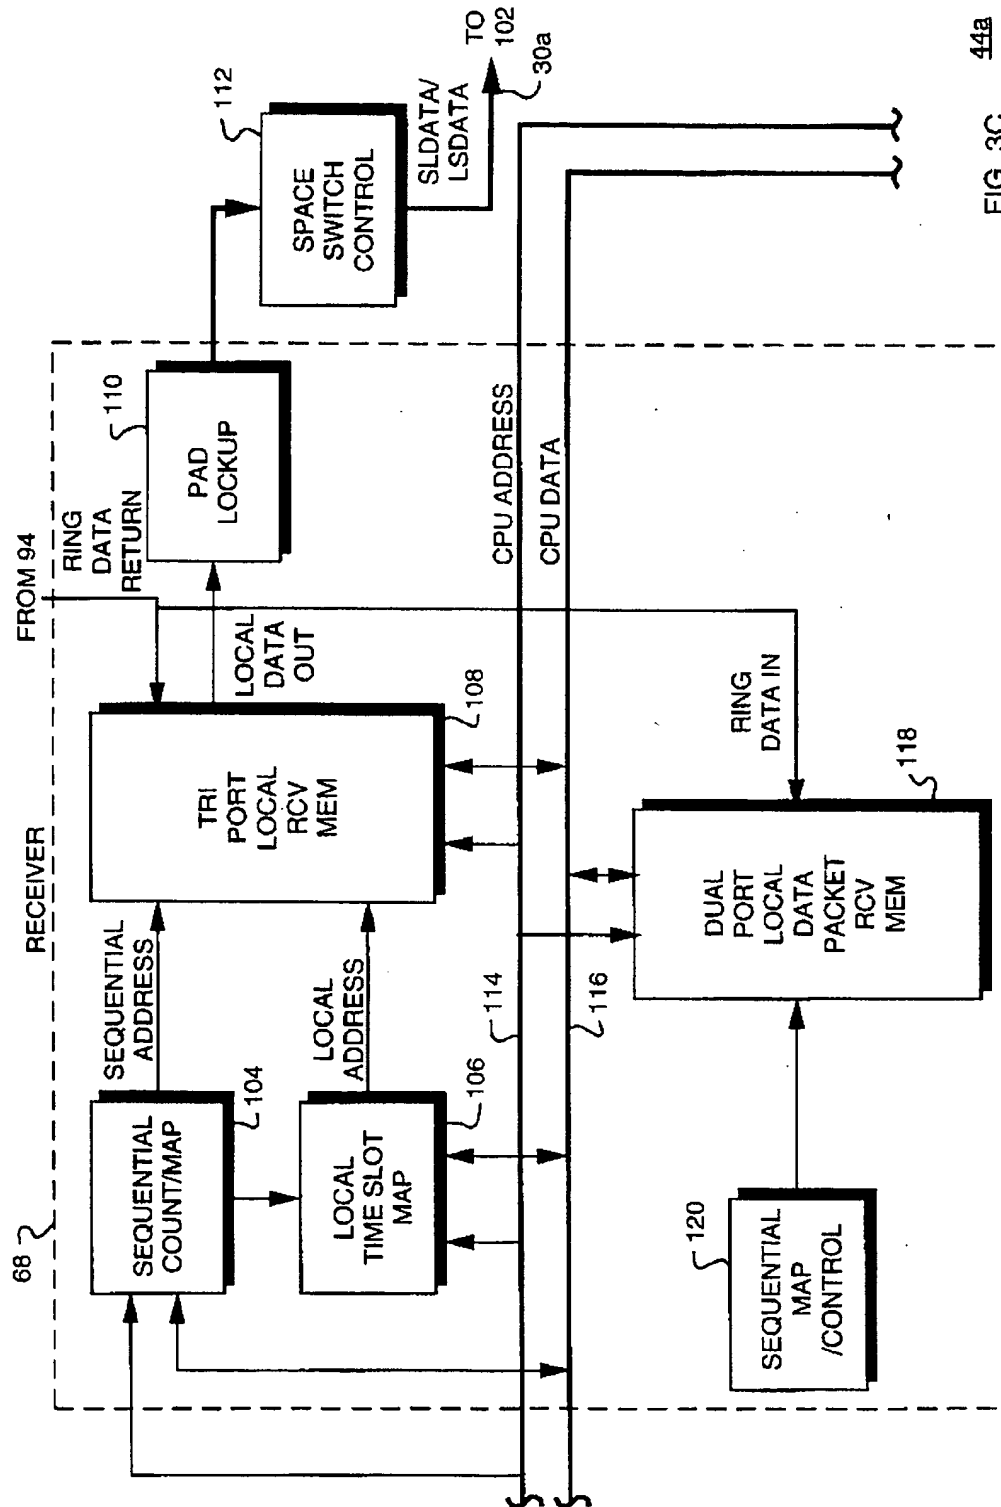 68
RECEIVER
FROM 94
RING
DATA
RETURN
SEQUENTIAL
COUNT/MAP
104
SEQUENTIAL
ADDRESS
LOCAL
TIME SLOT
MAP
106
LOCAL
ADDRESS
TRI
PORT
LOCAL
RCV
MEM
108
LOCAL
DATA
OUT
PAD
LOCKUP
110
SPACE
SWITCH
CONTROL
112
SLDATA/
LSDATA
TO
102
30a
114
CPU ADDRESS
116
CPU DATA
SEQUENTIAL
MAP
/CONTROL
120
DUAL
PORT
LOCAL
DATA
PACKET
RCV
MEM
118
RING
DATA IN
FIG. 3C
44a